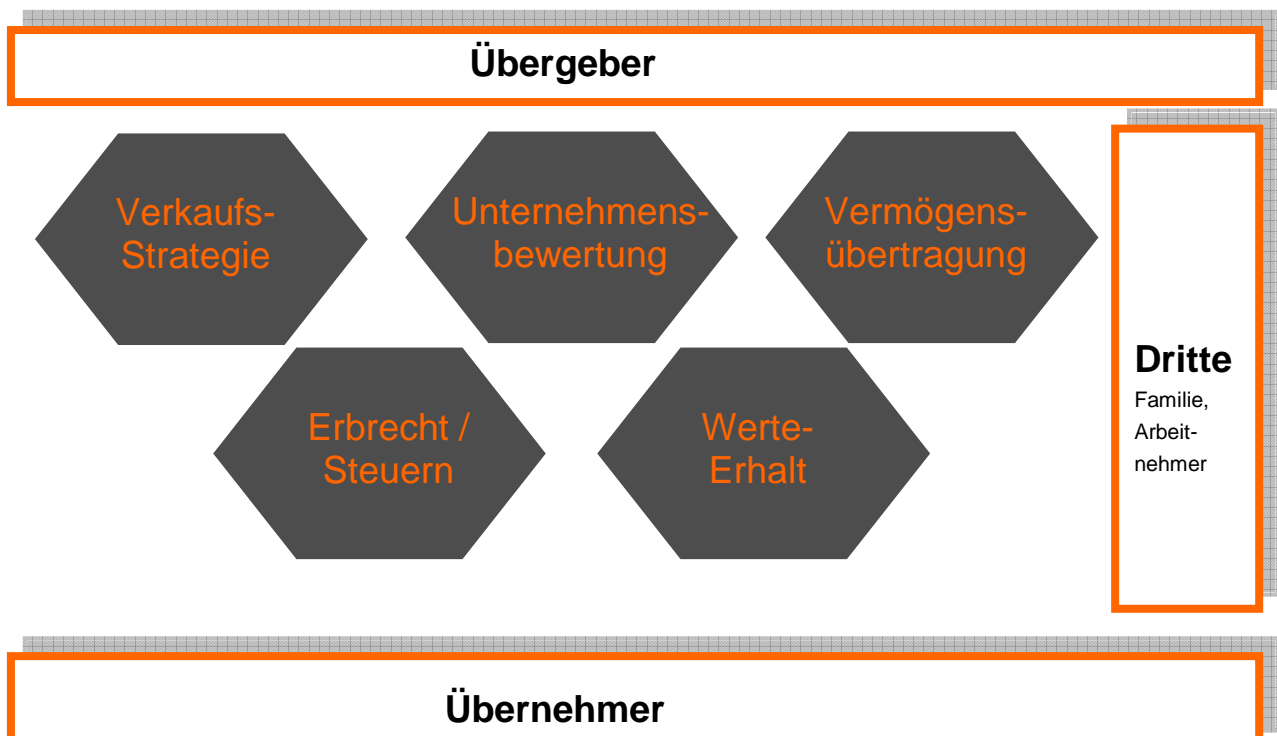 Übergeber
Verkaufs-
Strategie
Unternehmens-
bewertung
Vermögens-
übertragung
Erbrecht /
Steuern
Werte-
Erhalt
Dritte
Familie,
Arbeit-
nehmer
Übernehmer